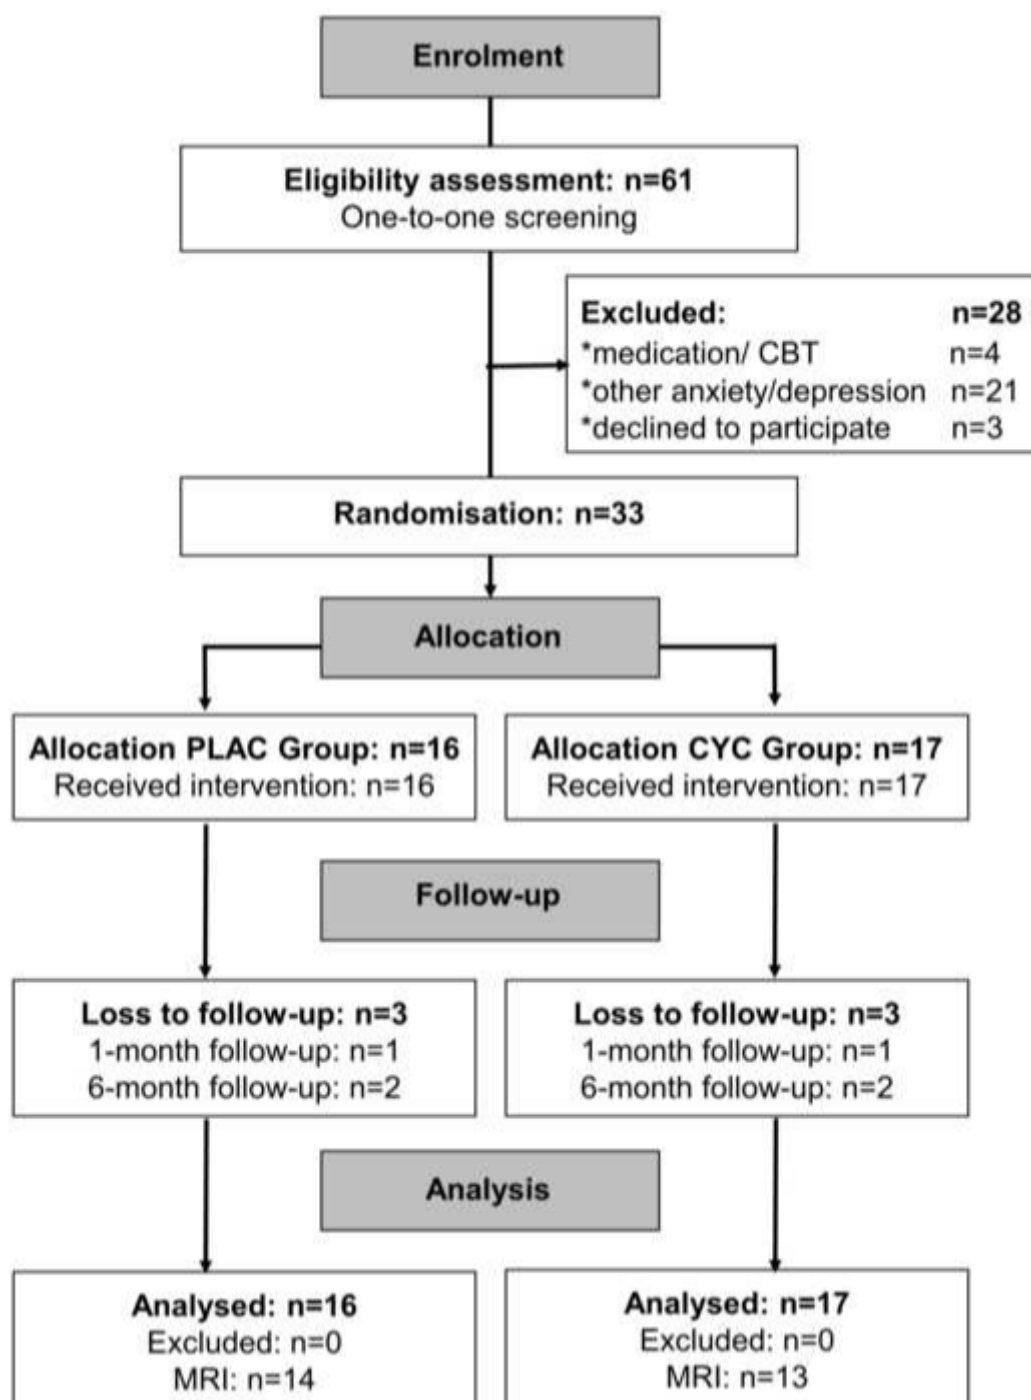 Enrolment
Eligibility assessment: n=61
One-to-one screening
Excluded: n=28
*medication/ CBT n=4
*other anxiety/depression n=21
*declined to participate n=3
Randomisation: n=33
Allocation
Allocation PLAC Group: n=16
Received intervention: n=16
Allocation CYC Group: n=17
Received intervention: n=17
Follow-up
Loss to follow-up: n=3
1-month follow-up: n=1
6-month follow-up: n=2
Loss to follow-up: n=3
1-month follow-up: n=1
6-month follow-up: n=2
Analysis
Analysed: n=16
Excluded: n=0
MRI: n=14
Analysed: n=17
Excluded: n=0
MRI: n=13